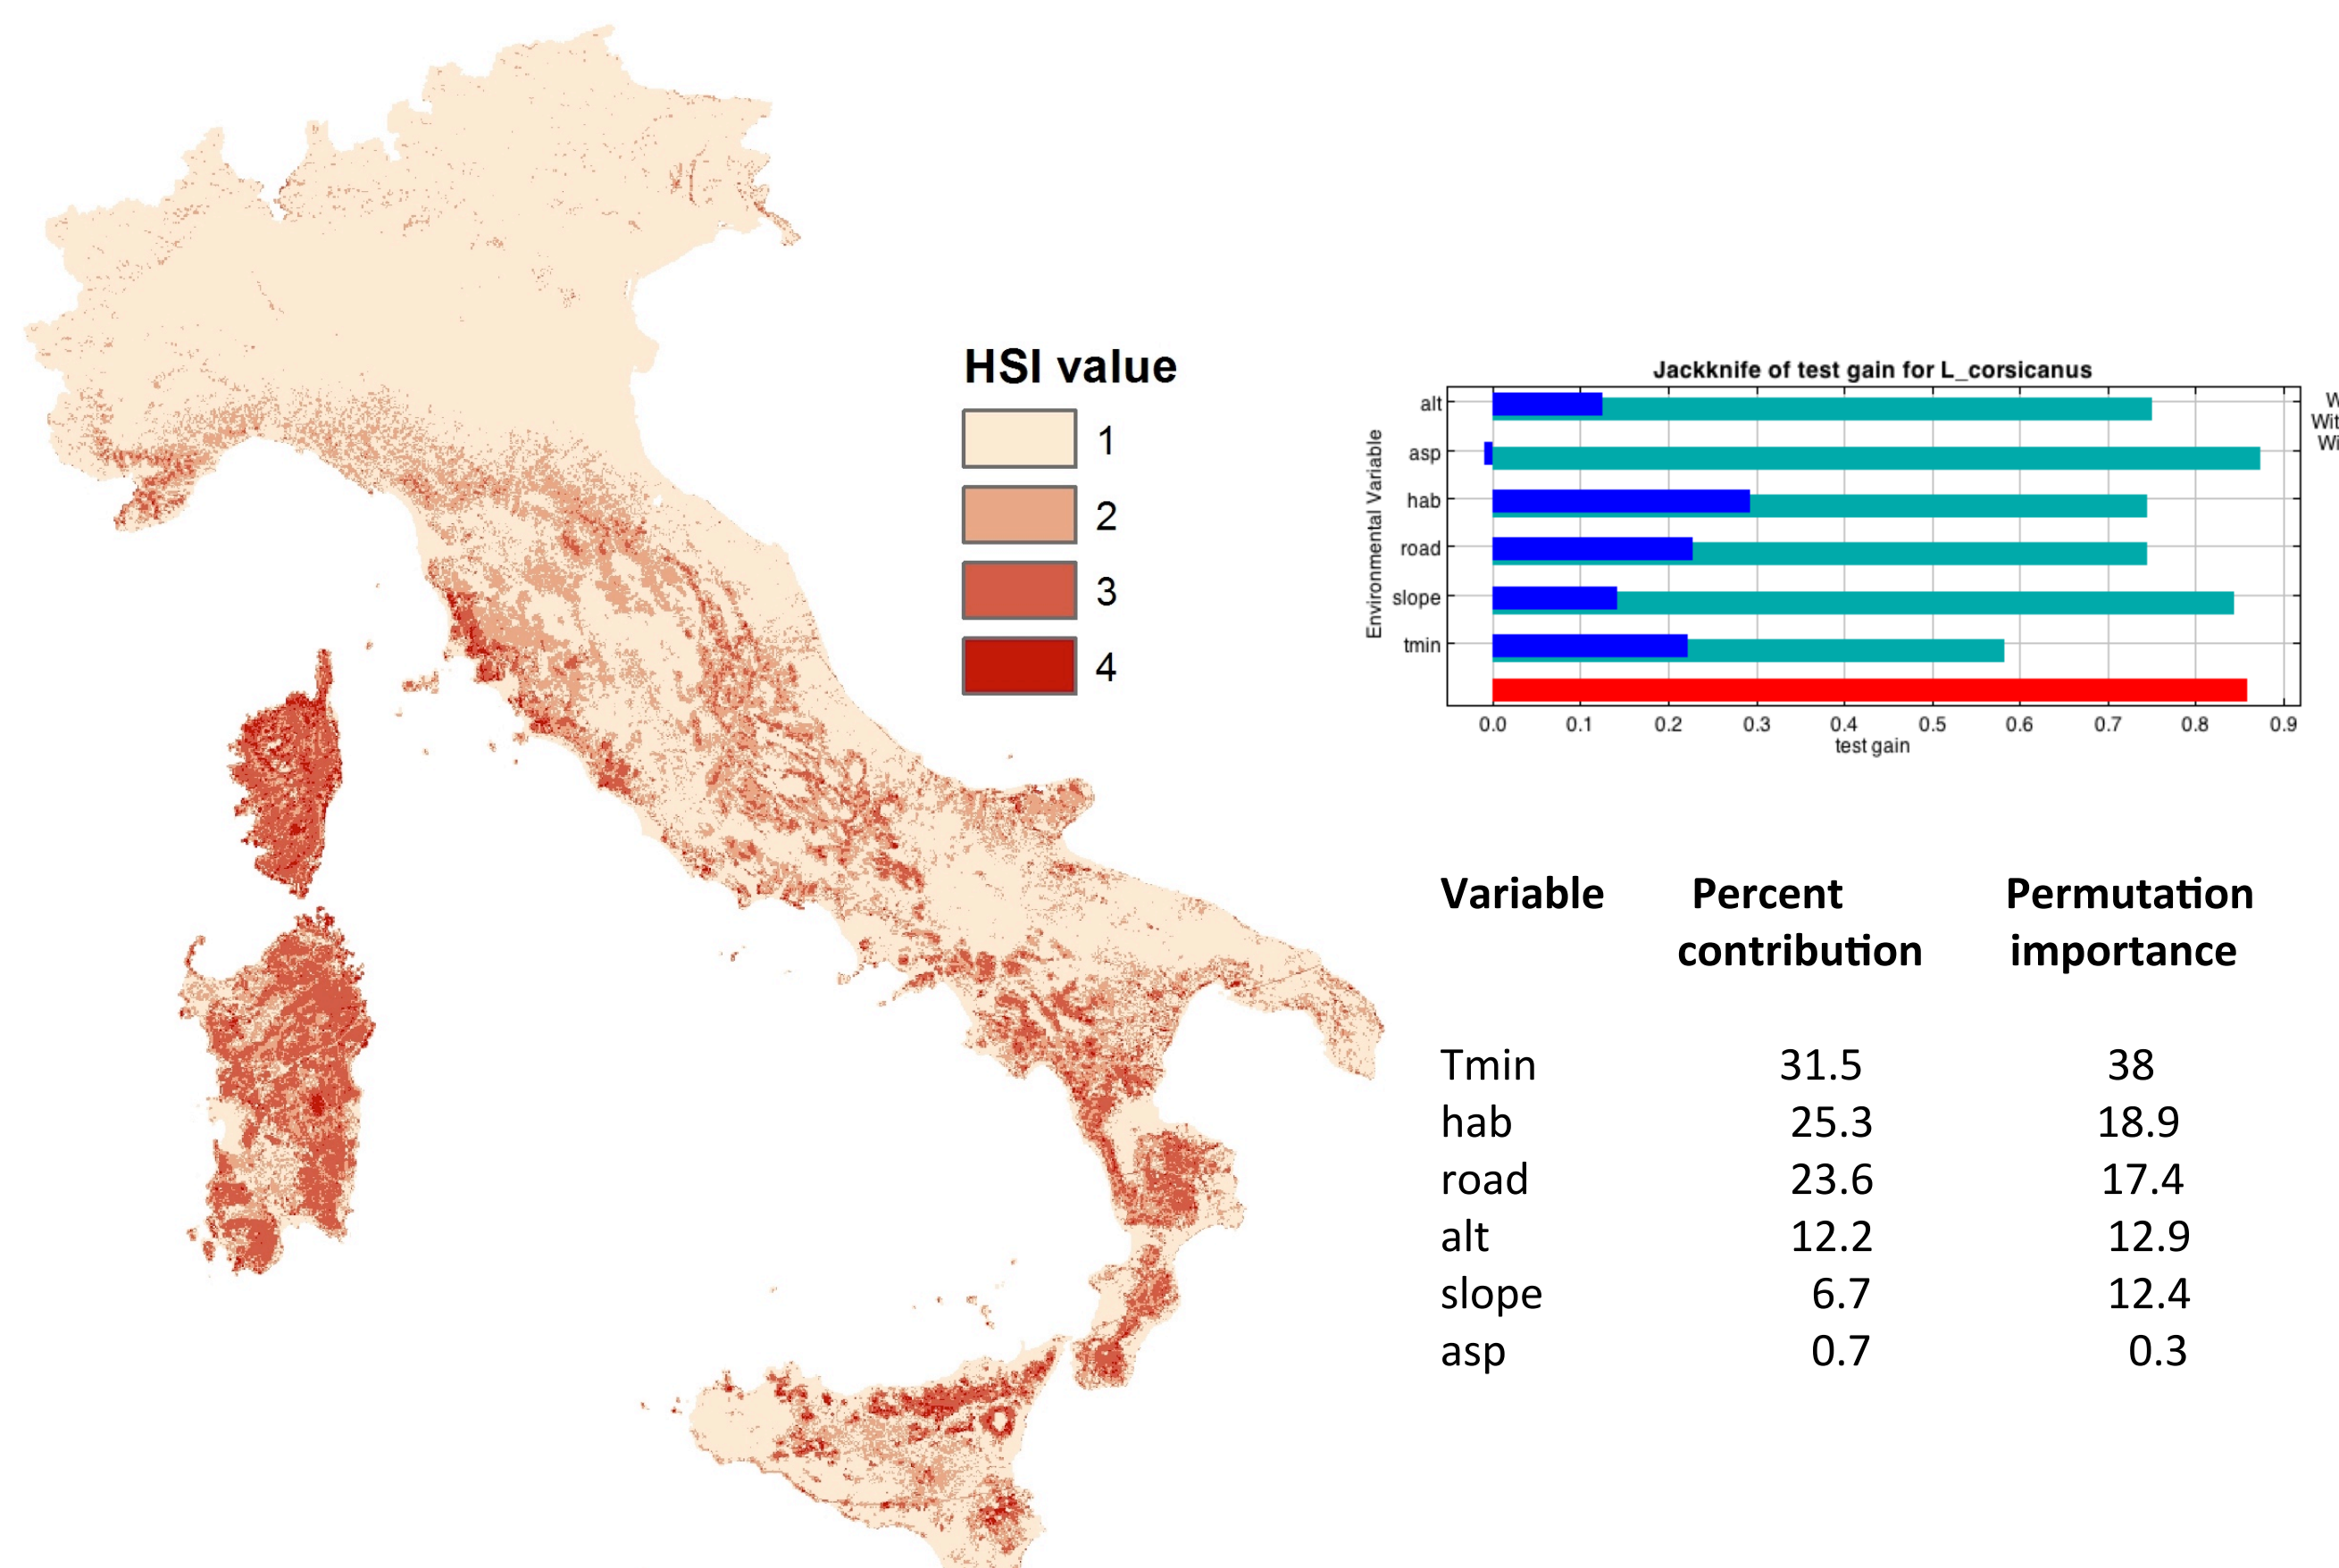 HSI value
1
2
3
4
Jackknife of test gain for L_corsicanus
Environmental Variable
alt
asp
hab
road
slope
tmin
0.0 0.1 0.2 0.3 0.4 0.5 0.6 0.7 0.8 0.9
test gain
Variable Percent contribution Permutation importance
Tmin 31.5 38
hab 25.3 18.9
road 23.6 17.4
alt 12.2 12.9
slope 6.7 12.4
asp 0.7 0.3